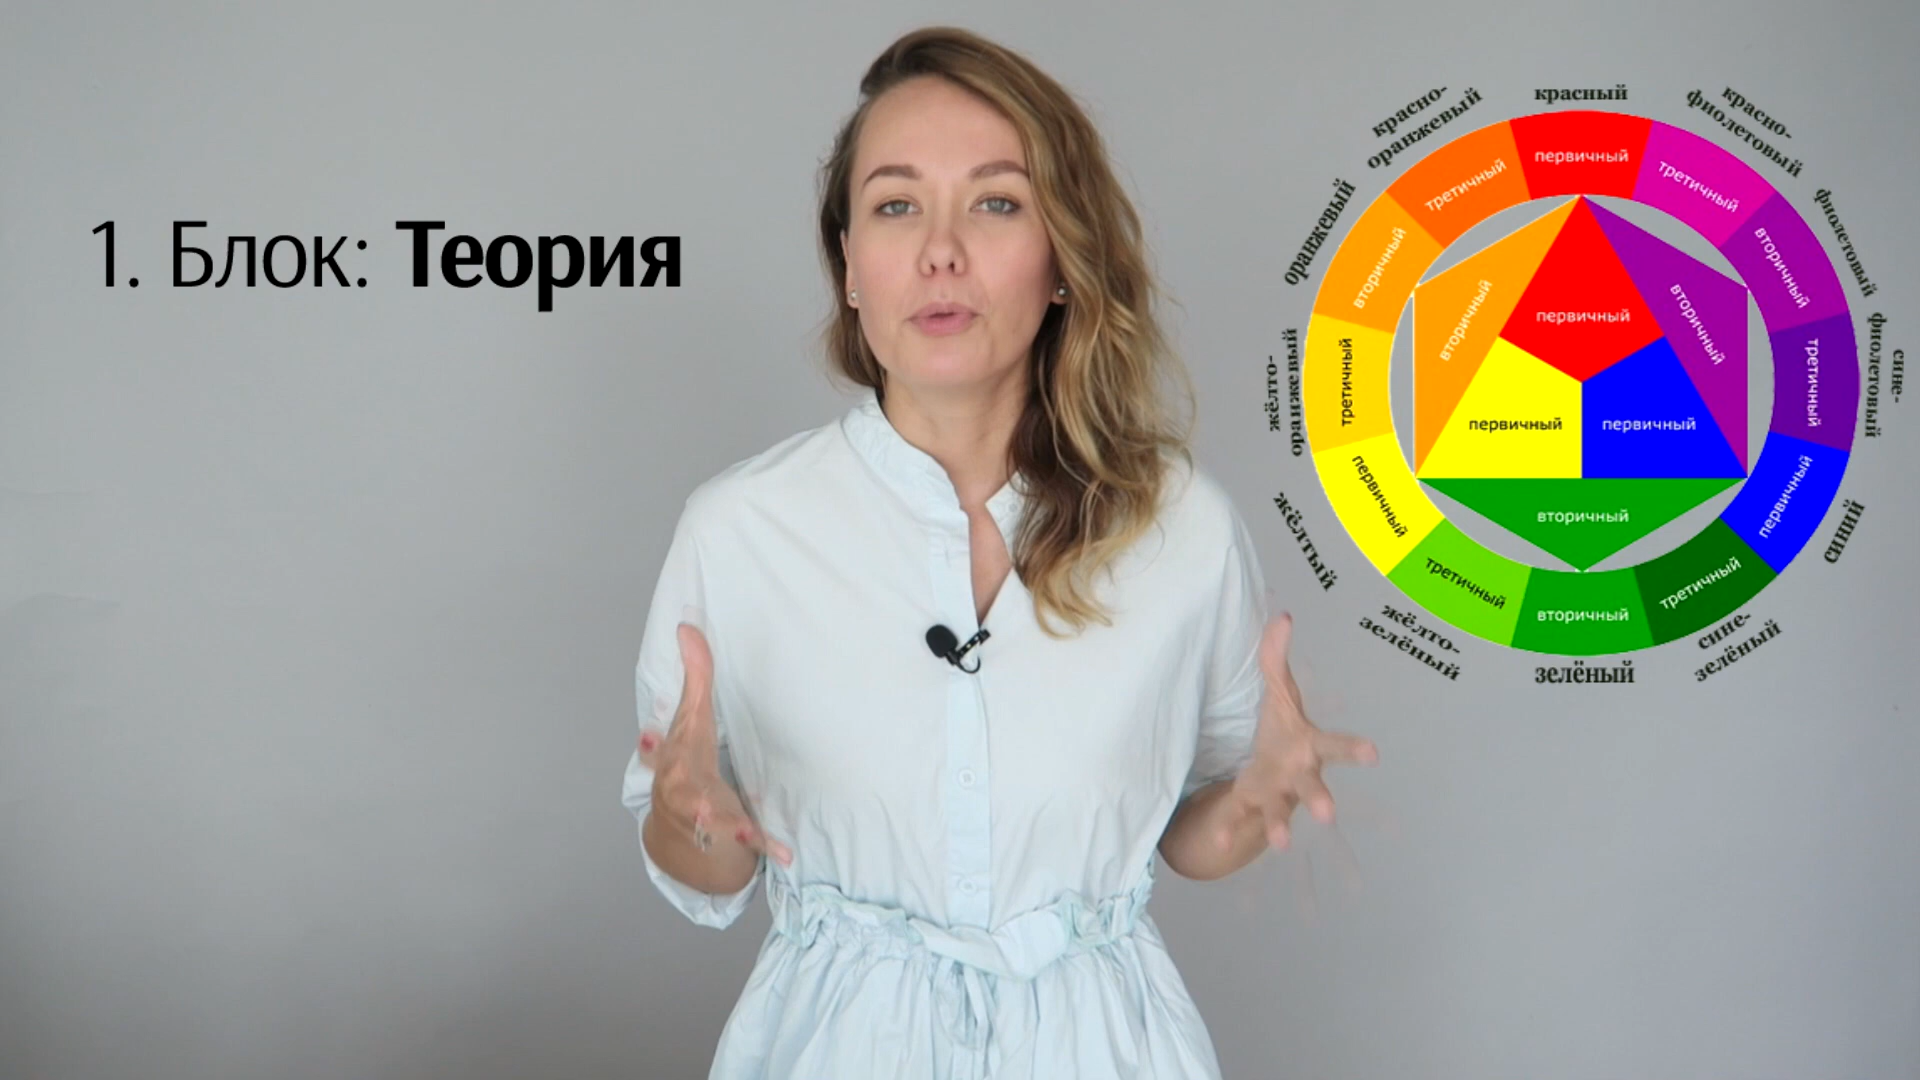 1. Блок: Теория
красный
красно-
фиолетовый
фиолетовый
сине-
фиолетовый
синий
сине-
зелёный
зелёный
жёлто-
зелёный
жёлтый
жёлто-
оранжевый
оранжевый
красно-
оранжевый
первичный
третичный
вторичный
третичный
первичный
третичный
вторичный
третичный
первичный
третичный
вторичный
третичный
первичный
вторичный
вторичный
первичный
первичный
вторичный